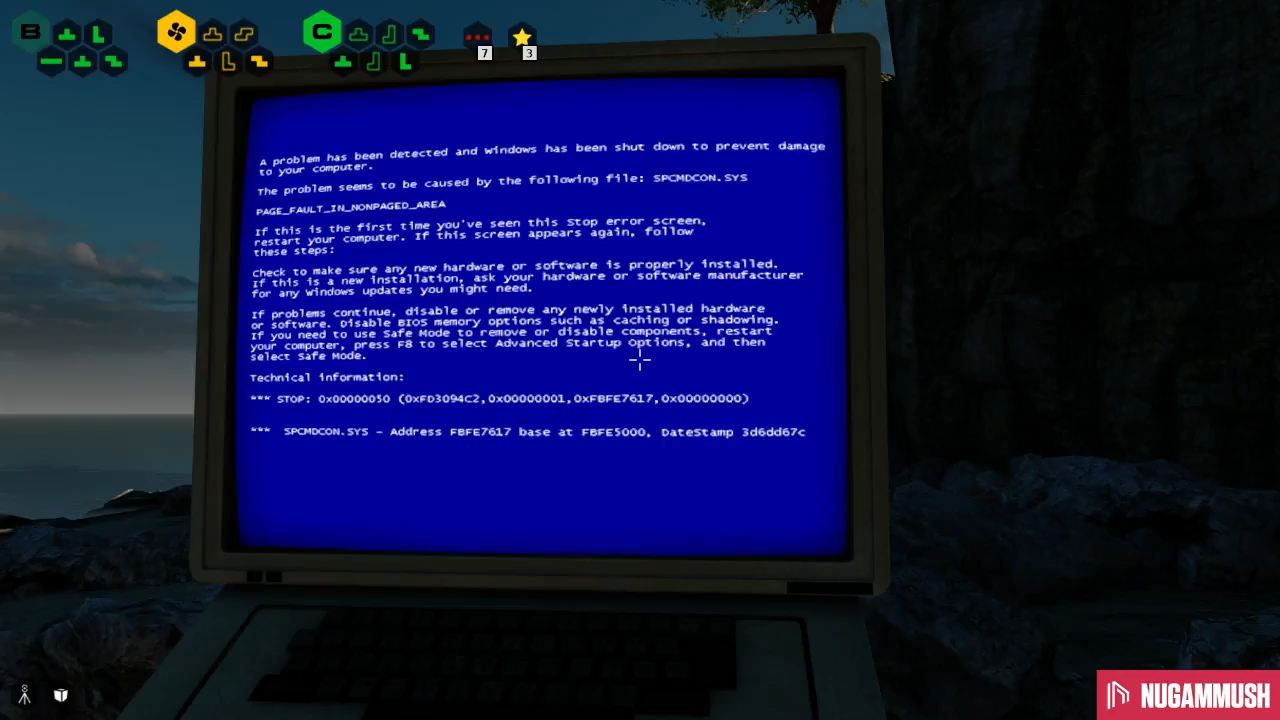 B
C
7
3
A problem has been detected and windows has been shut down to prevent damage
to your computer.
The problem seems to be caused by the following file: SPCMDCON.SYS
PAGE_FAULT_IN_NONPAGED_AREA
If this is the first time you've seen this Stop error screen,
restart your computer. If this screen appears again, follow
these steps:
Check to make sure any new hardware or software is properly installed.
If this is a new installation, ask your hardware or software manufacturer
for any Windows updates you might need.
If problems continue, disable or remove any newly installed hardware
or software. Disable BIOS memory options such as caching or shadowing.
If you need to use Safe Mode to remove or disable components, restart
your computer, press F8 to select Advanced Startup Options, and then
select Safe Mode.
Technical information:
*** STOP: 0x00000050 (0xFD3094C2,0x00000001,0xFBFE7617,0x00000000)
*** SPCMDCON.SYS - Address FBFE7617 base at FBFE5000, DateStamp 3d6dd67c
NUGAMMUSH